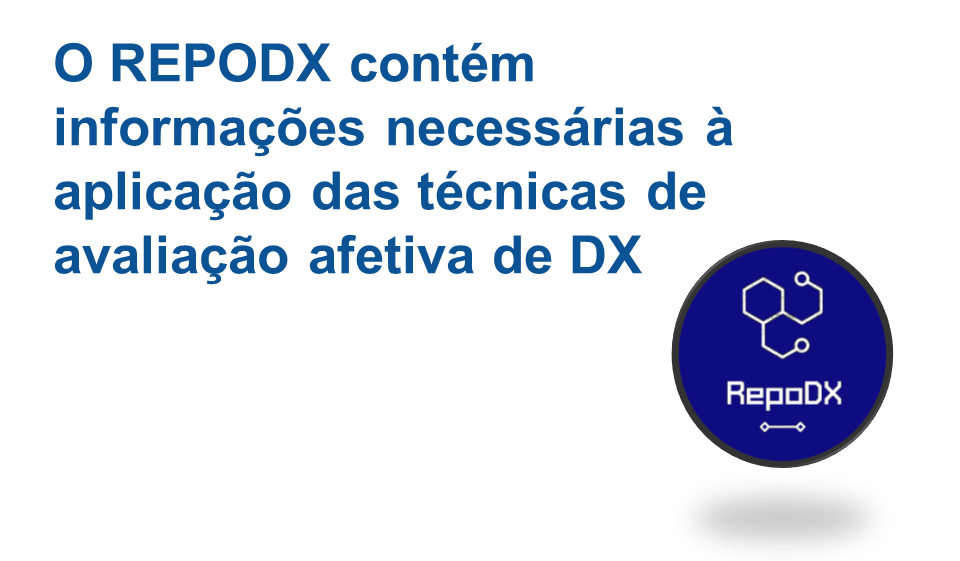 O REPODX contém
informações necessárias à
aplicação das técnicas de
avaliação afetiva de DX
RepoDX